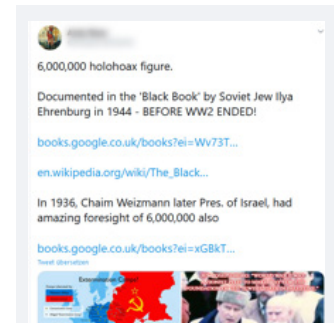 6,000,000 holohoax figure.
Documented in the 'Black Book' by Soviet Jew Ilya
Ehrenburg in 1944 - BEFORE WW2 ENDED!
books.google.co.uk/books?ei=Wv73T...
en.wikipedia.org/wiki/The_Black...
In 1936, Chaim Weizmann later Pres. of Israel, had
amazing foresight of 6,000,000 also
books.google.co.uk/books?ei=xGBkT...
Tweet übersetzen
Extermination Camps